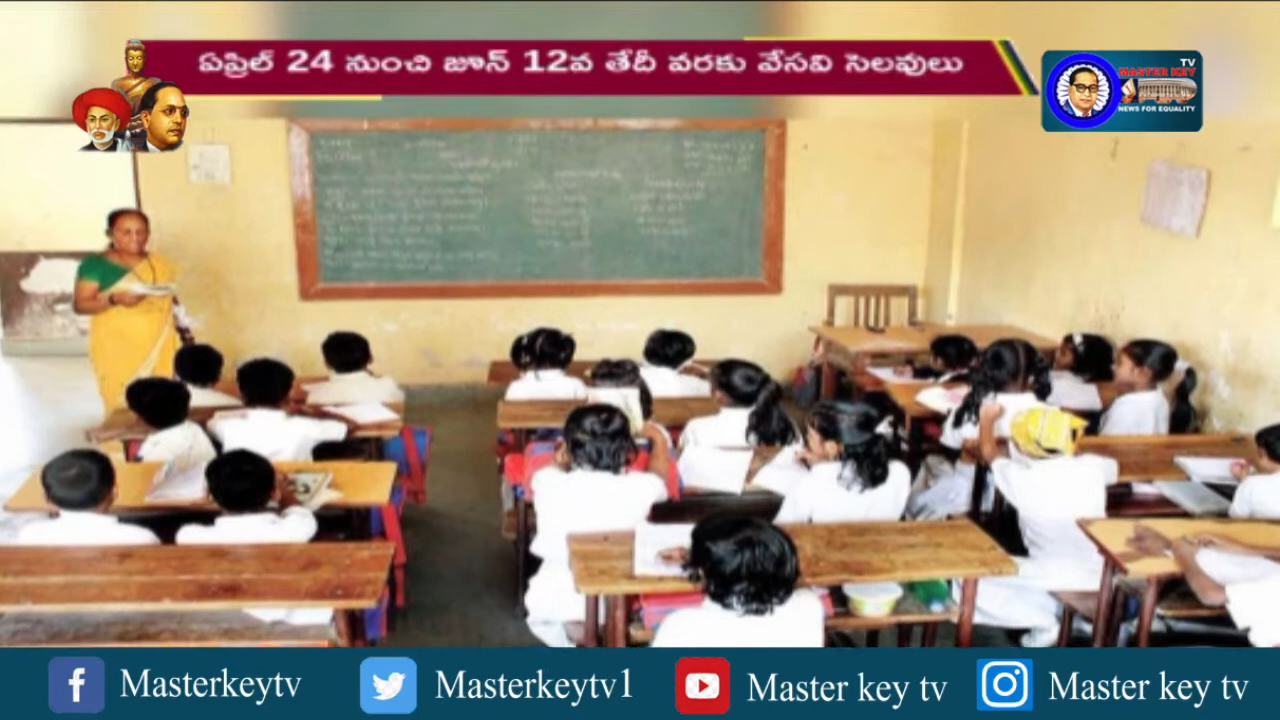 ఏప్రిల్ 24 నుంచి జూన్ 12వ తేదీ వరకు వేసవి సెలవులు
TV
MASTER KEY
NEWS FOR EQUALITY
Masterkeytv
Masterkeytv1
Master key tv
Master key tv